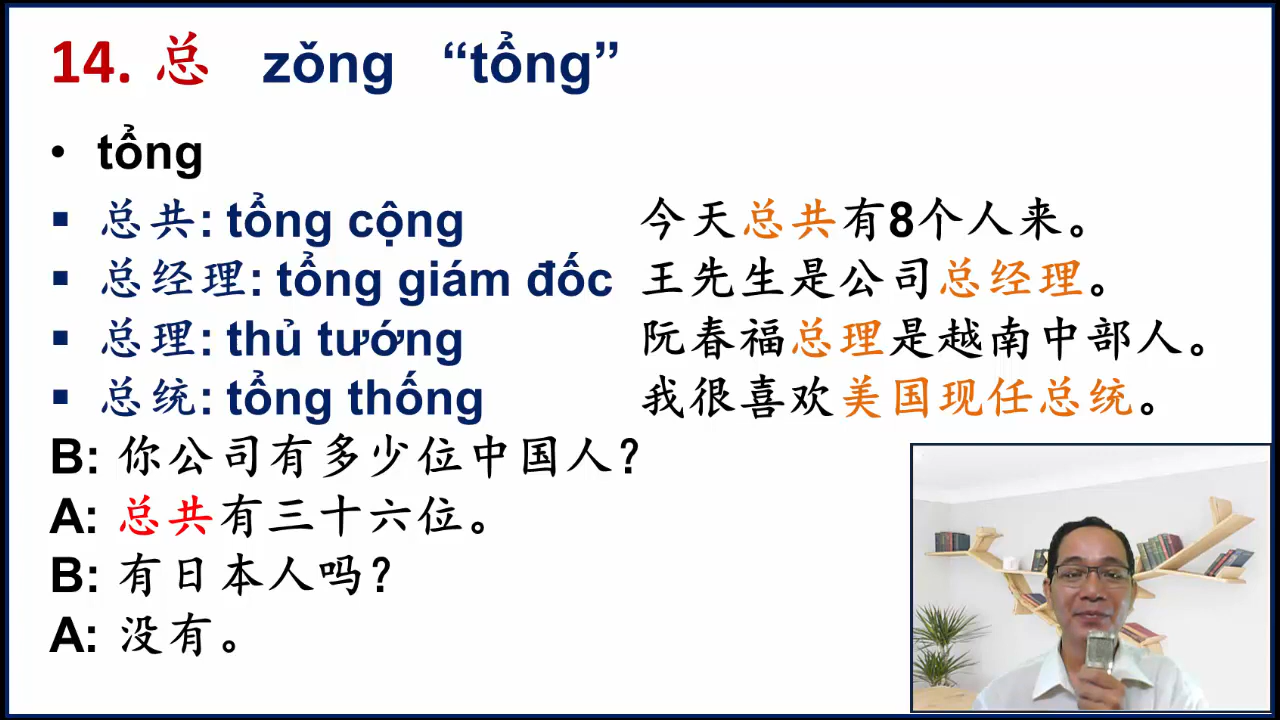 14. 总 zǒng “tổng”
• tổng
▪ 总共: tổng cộng 今天总共有8个人来。
▪ 总经理: tổng giám đốc 王先生是公司总经理。
▪ 总理: thủ tướng 阮春福总理是越南中部人。
▪ 总统: tổng thống 我很喜欢美国现任总统。
B: 你公司有多少位中国人?
A: 总共有三十六位。
B: 有日本人吗?
A: 没有。